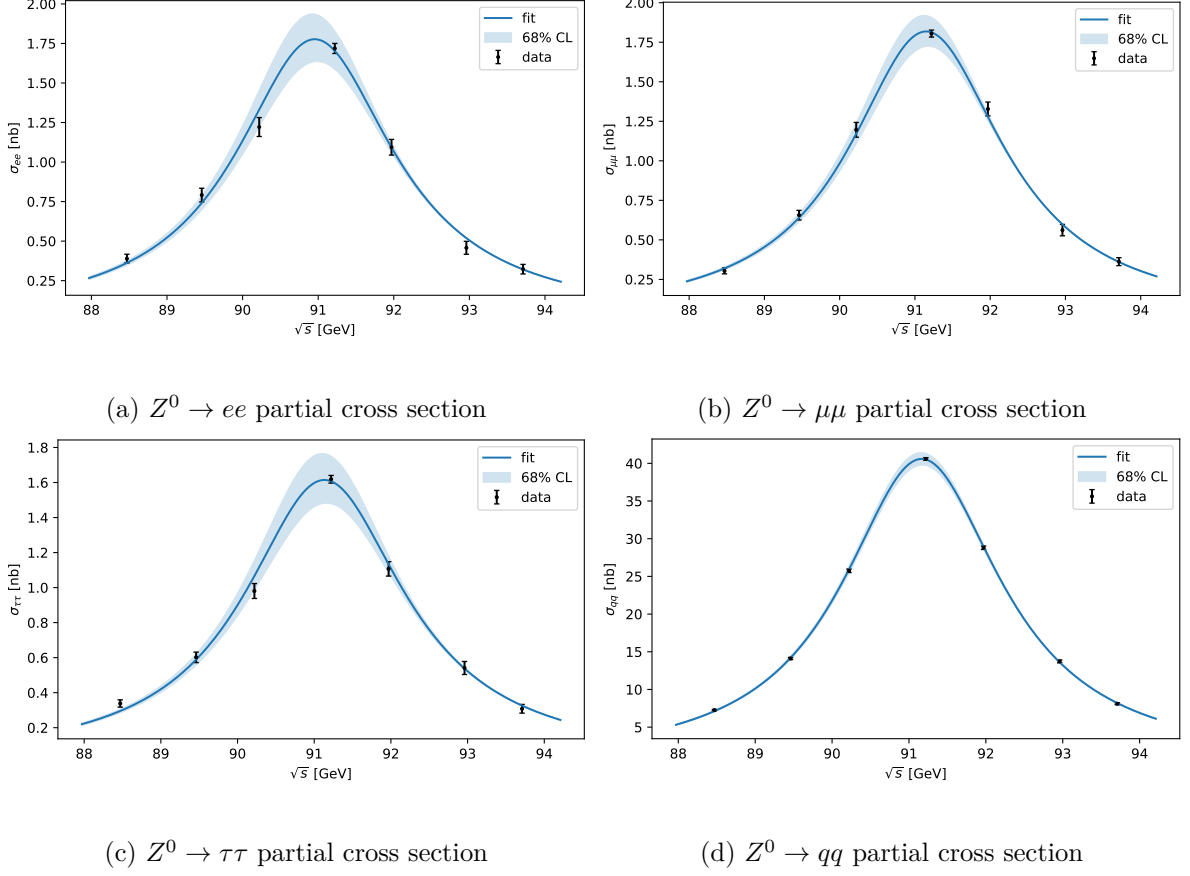 2.00
1.75
1.50
1.25
1.00
0.75
0.50
0.25
σee [nb]
fit
68% CL
data
88 89 90 91 92 93 94
√s [GeV]
(a) Z⁰ → ee partial cross section
2.00
1.75
1.50
1.25
1.00
0.75
0.50
0.25
σμμ [nb]
fit
68% CL
data
88 89 90 91 92 93 94
√s [GeV]
(b) Z⁰ → μμ partial cross section
1.8
1.6
1.4
1.2
1.0
0.8
0.6
0.4
0.2
σττ [nb]
fit
68% CL
data
88 89 90 91 92 93 94
√s [GeV]
(c) Z⁰ → ττ partial cross section
40
35
30
25
20
15
10
5
σqq [nb]
fit
68% CL
data
88 89 90 91 92 93 94
√s [GeV]
(d) Z⁰ → qq partial cross section